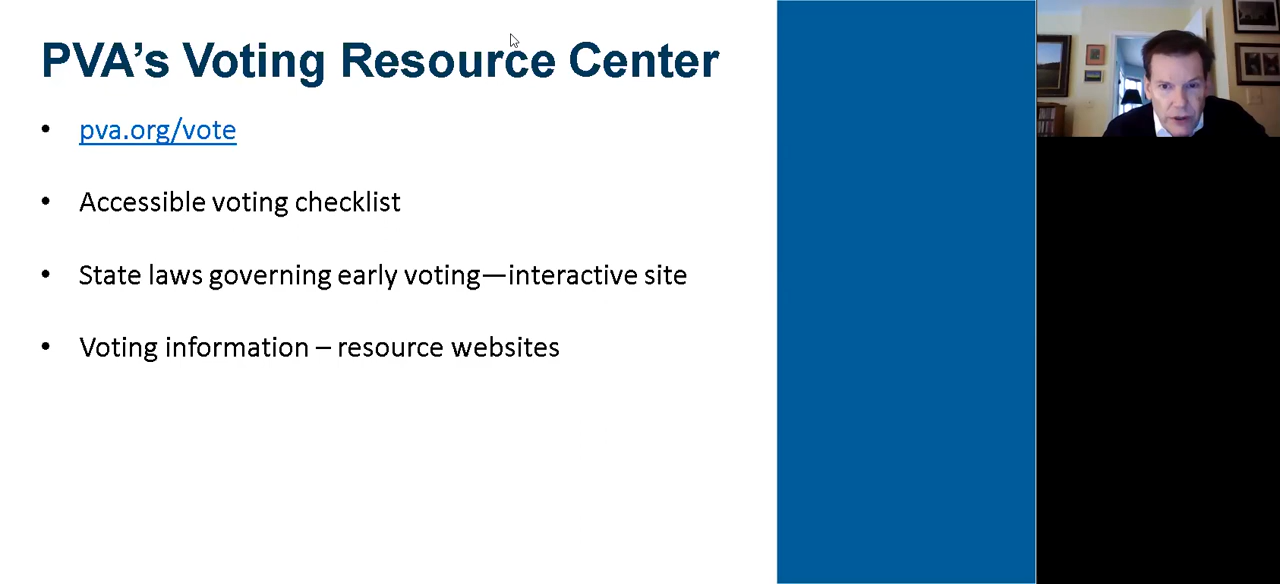 PVA’s Voting Resource Center
• pva.org/vote
• Accessible voting checklist
• State laws governing early voting—interactive site
• Voting information – resource websites